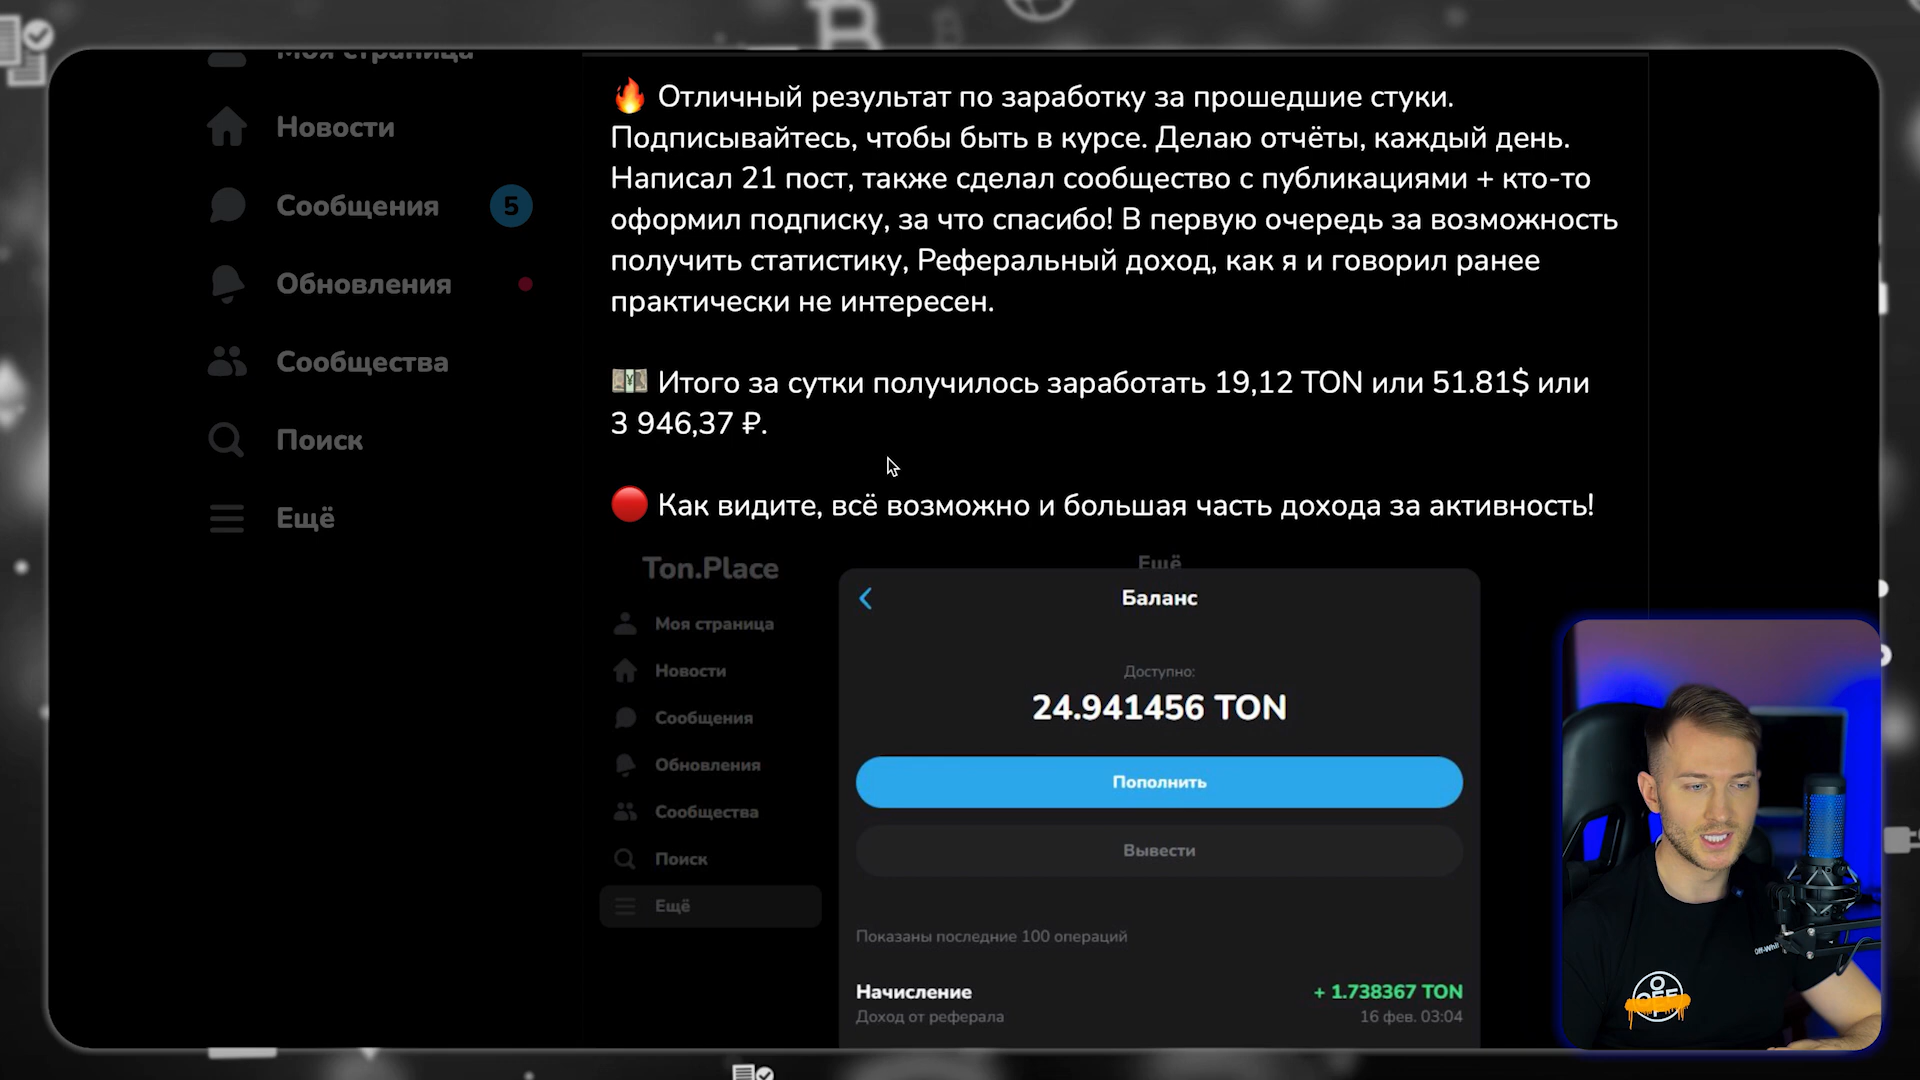 Моя страница
Новости
Сообщения 5
Обновления
Сообщества
Поиск
Ещё
🔥 Отличный результат по заработку за прошедшие стуки.
Подписывайтесь, чтобы быть в курсе. Делаю отчёты, каждый день.
Написал 21 пост, также сделал сообщество с публикациями + кто-то
оформил подписку, за что спасибо! В первую очередь за возможность
получить статистику, Реферальный доход, как я и говорил ранее
практически не интересен.
💴 Итого за сутки получилось заработать 19,12 TON или 51.81$ или
3 946,37 ₽.
🔴 Как видите, всё возможно и большая часть дохода за активность!
Ton.Place
Моя страница
Новости
Сообщения
Обновления
Сообщества
Поиск
Ещё
Ещё
Баланс
Доступно:
24.941456 TON
Пополнить
Вывести
Показаны последние 100 операций
Начисление + 1.738367 TON
Доход от реферала 16 фев. 03:04
OFF